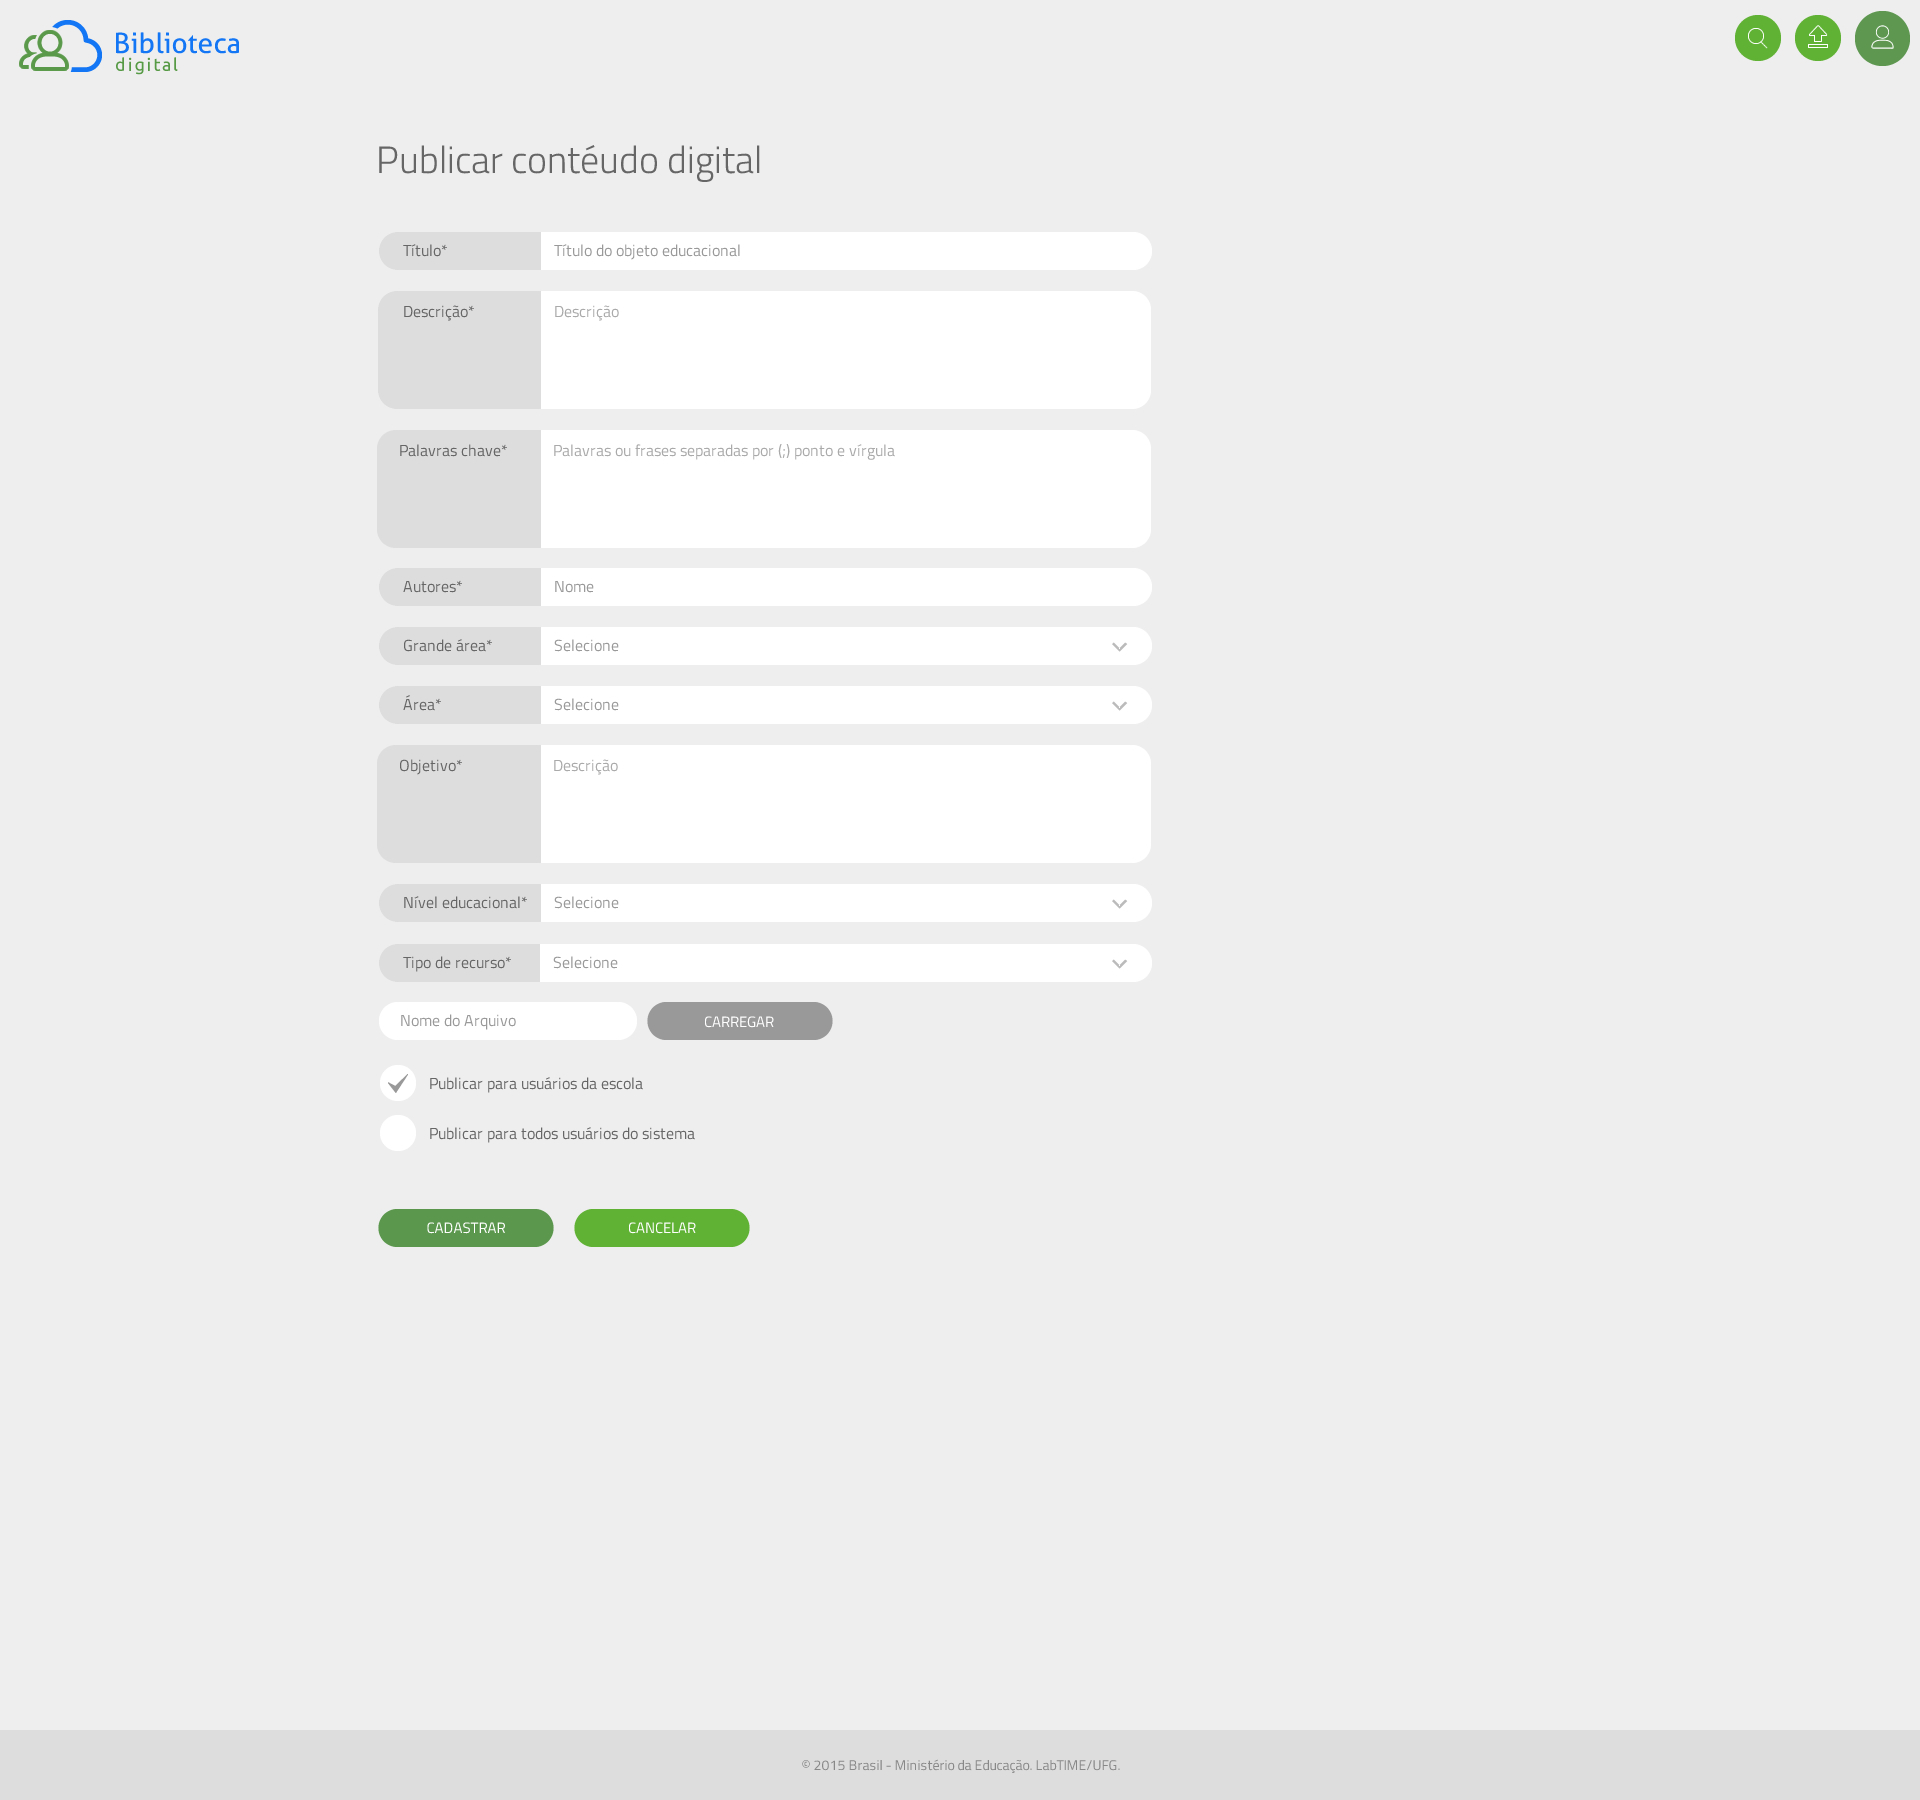 Biblioteca
digital
Publicar contéudo digital
Título* Título do objeto educacional
Descrição* Descrição
Palavras chave* Palavras ou frases separadas por (;) ponto e vírgula
Autores* Nome
Grande área* Selecione
Área* Selecione
Objetivo* Descrição
Nível educacional* Selecione
Tipo de recurso* Selecione
Nome do Arquivo CARREGAR
Publicar para usuários da escola
Publicar para todos usuários do sistema
CADASTRAR CANCELAR
© 2015 Brasil - Ministério da Educação. LabTIME/UFG.